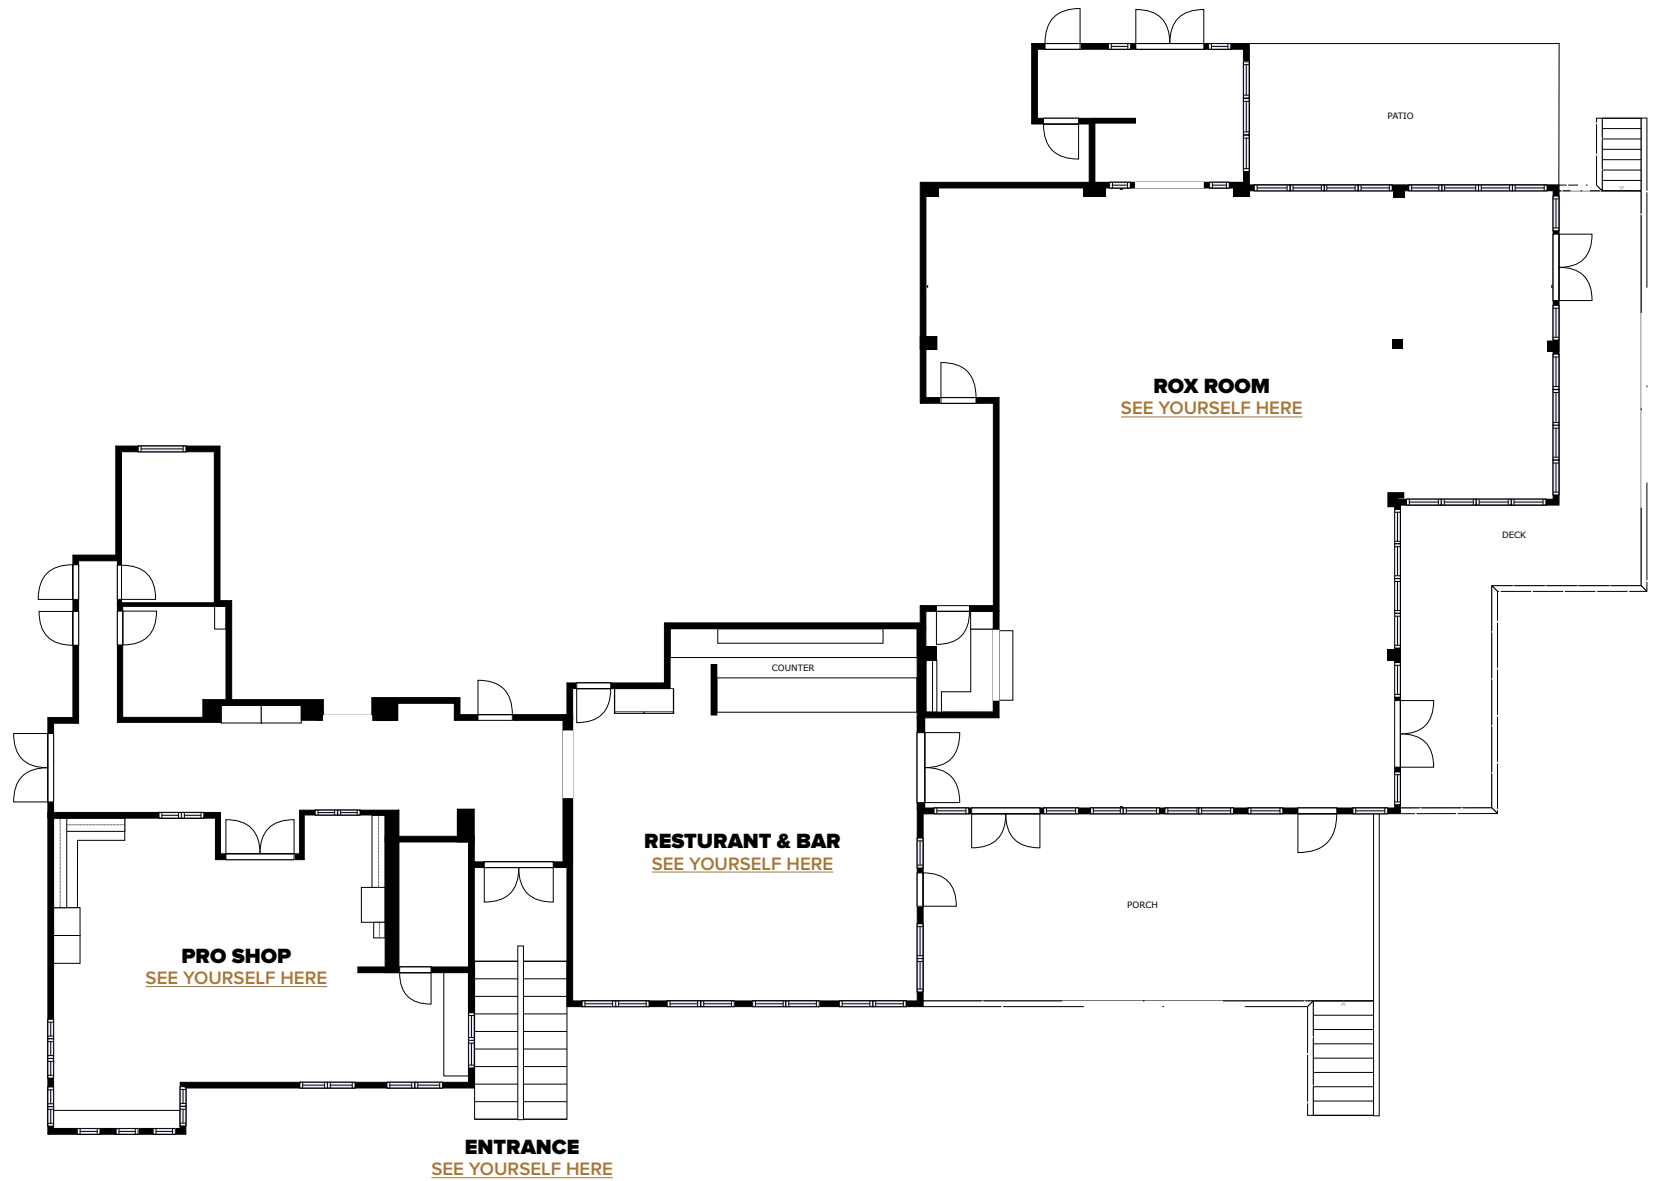 PATIO
ROX ROOM
SEE YOURSELF HERE
DECK
COUNTER
RESTURANT & BAR
SEE YOURSELF HERE
PORCH
PRO SHOP
SEE YOURSELF HERE
ENTRANCE
SEE YOURSELF HERE